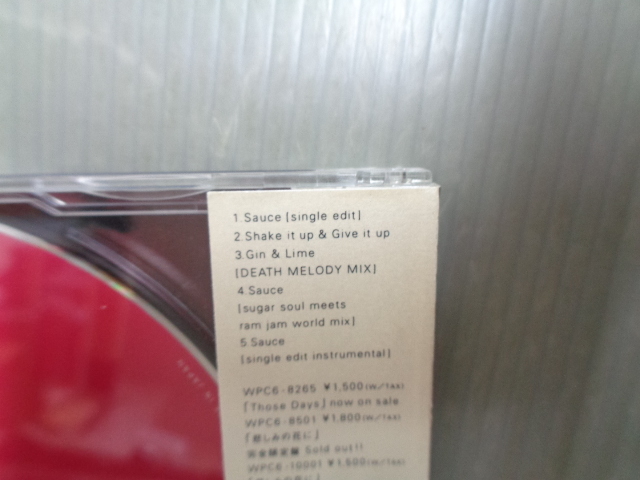 1.Sauce [single edit]
2.Shake it up & Give it up
3.Gin & Lime
[DEATH MELODY MIX]
4.Sauce
[sugar soul meets
ram jam world mix]
5.Sauce
[single edit instrumental]
WPC6-8265 ¥1,500(W/TAX)
「Those Days」now on sale
WPC6-8501 ¥1,800(W/TAX)
「悲しみの花に」
完全限定盤 Sold out!!
WPC6-10001 ¥1,500(W/TAX)